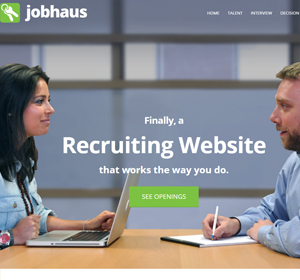 jobhaus
HOME TALENT INTERVIEW DECISION
Finally, a
Recruiting Website
that works the way you do.
SEE OPENINGS